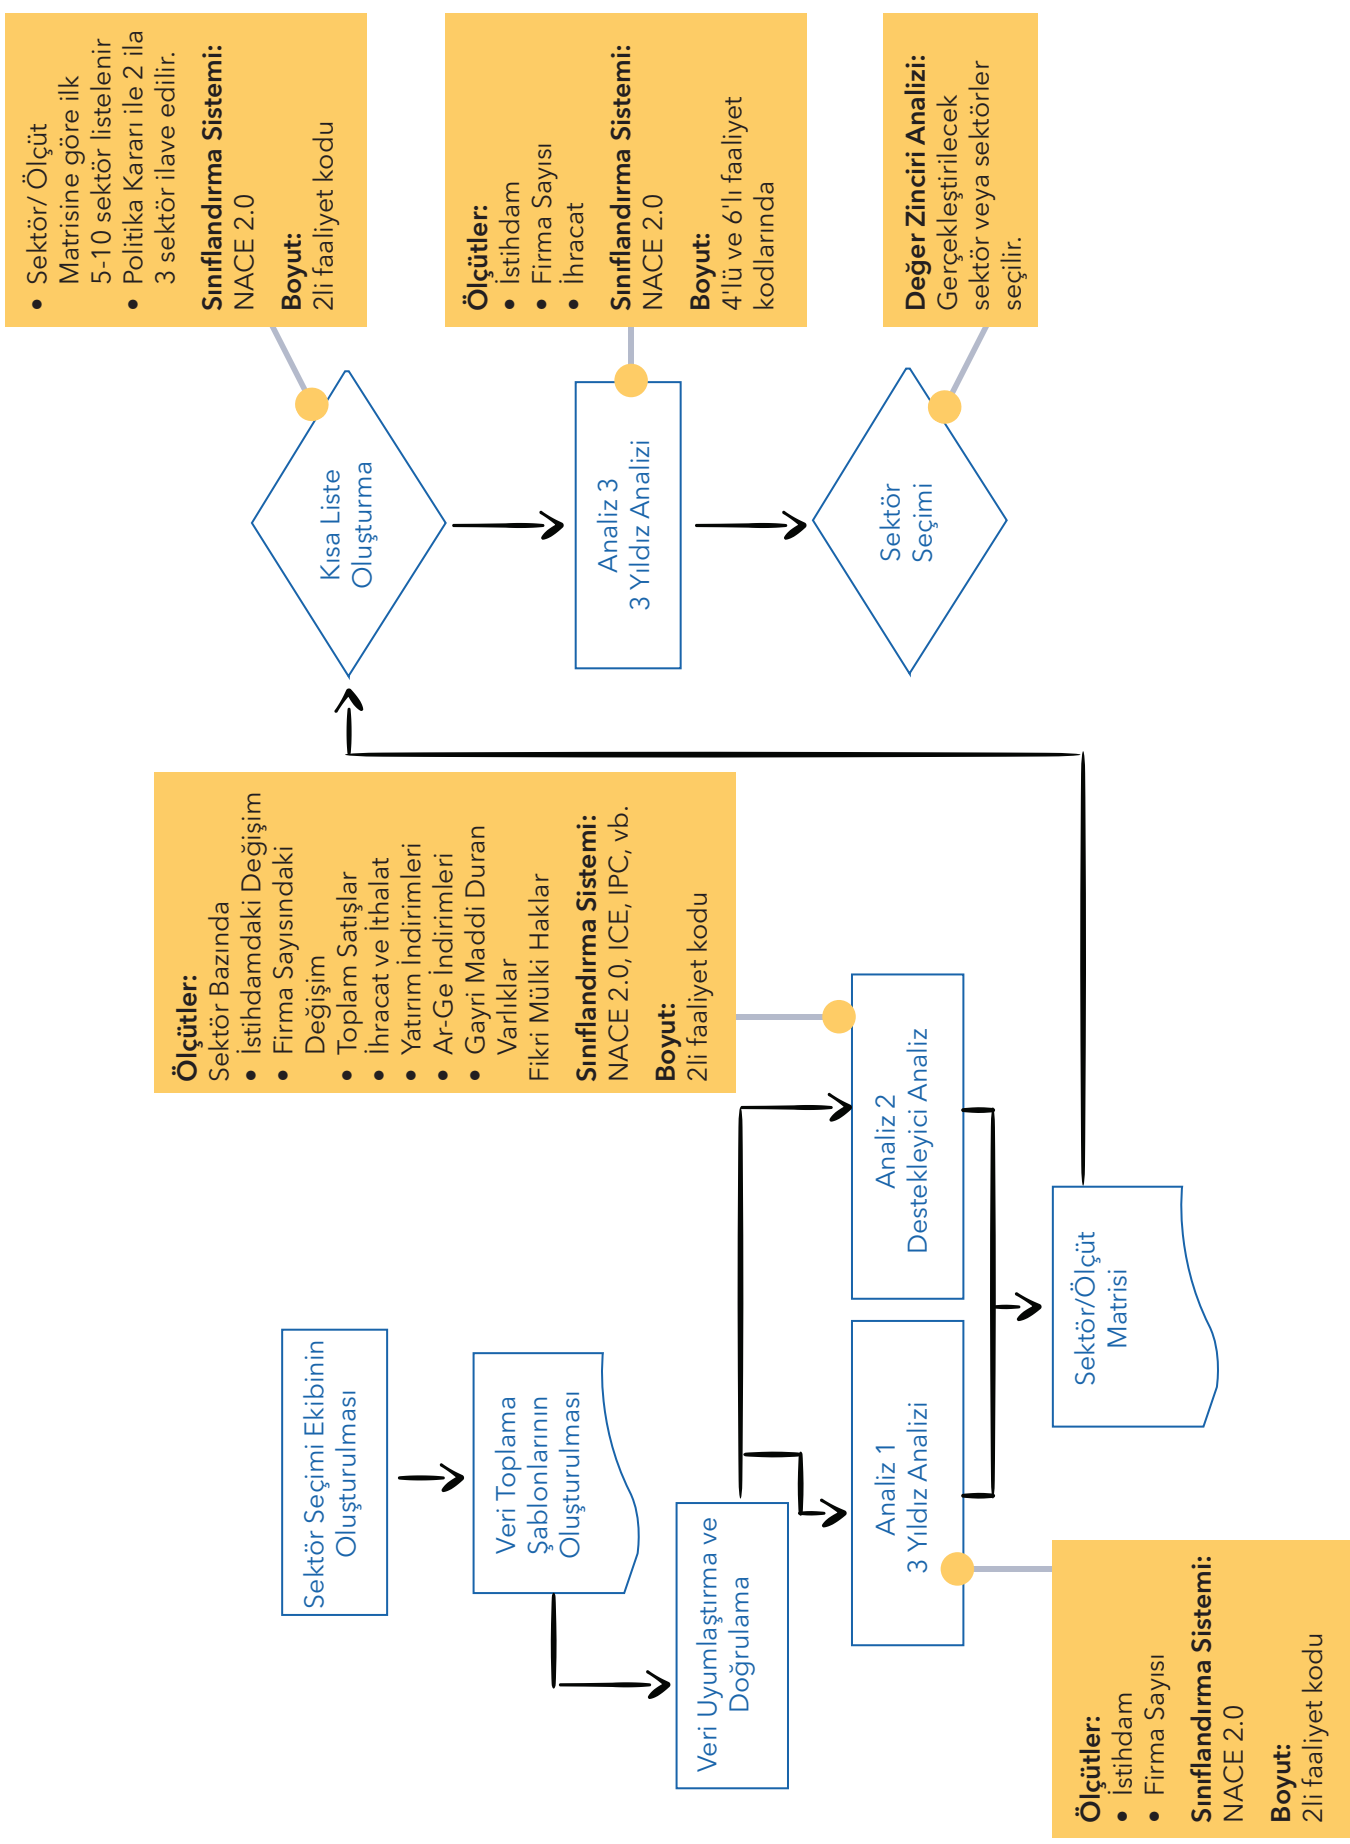 Sektör Seçimi Ekibinin
Oluşturulması
Veri Toplama
Şablonlarının
Oluşturulması
Veri Uyumlaştırma ve
Doğrulama
Analiz 1
3 Yıldız Analizi
Ölçütler:
• İstihdam
• Firma Sayısı
Sınıflandırma Sistemi:
NACE 2.0
Boyut:
2li faaliyet kodu
Analiz 2
Destekleyici Analiz
Ölçütler:
Sektör Bazında
• İstihdamdaki Değişim
• Firma Sayısındaki
Değişim
• Toplam Satışlar
• İhracat ve İthalat
• Yatırım İndirimleri
• Ar-Ge İndirimleri
• Gayri Maddi Duran
Varlıklar
Fikri Mülki Haklar
Sınıflandırma Sistemi:
NACE 2.0, ICE, IPC, vb.
Boyut:
2li faaliyet kodu
Sektör/Ölçüt
Matrisi
Kısa Liste
Oluşturma
• Sektör/ Ölçüt
Matrisine göre ilk
5-10 sektör listelenir
• Politika Kararı ile 2 ila
3 sektör ilave edilir.
Sınıflandırma Sistemi:
NACE 2.0
Boyut:
2li faaliyet kodu
Analiz 3
3 Yıldız Analizi
Ölçütler:
• İstihdam
• Firma Sayısı
• İhracat
Sınıflandırma Sistemi:
NACE 2.0
Boyut:
4'lü ve 6'lı faaliyet
kodlarında
Sektör
Seçimi
Değer Zinciri Analizi:
Gerçekleştirilecek
sektör veya sektörler
seçilir.